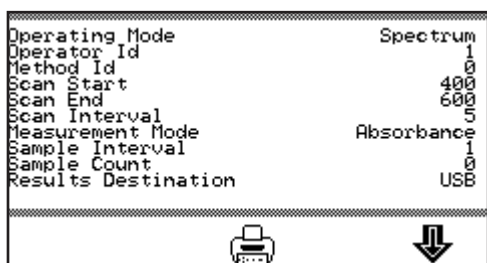 Operating Mode Spectrum
Operator Id 1
Method Id 0
Scan Start 400
Scan End 600
Scan Interval 5
Measurement Mode Absorbance
Sample Interval 1
Sample Count 0
Results Destination USB